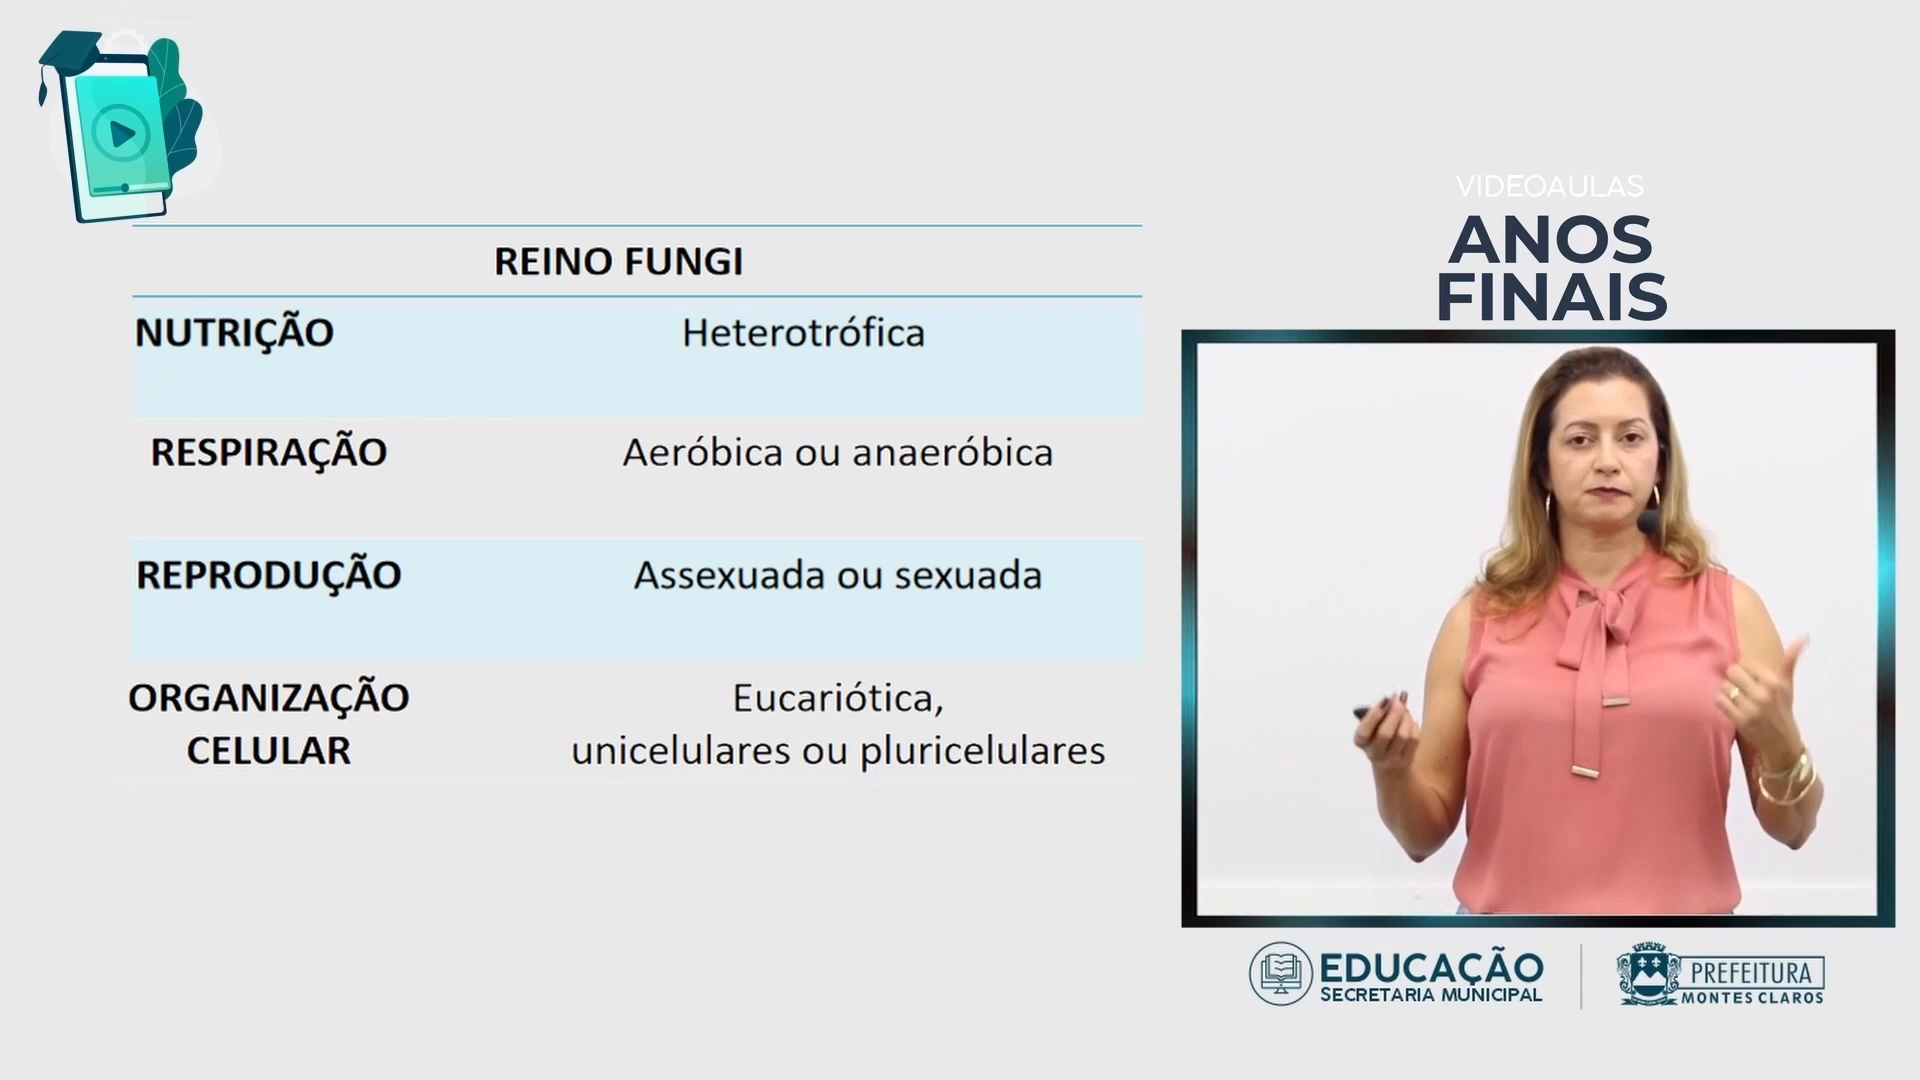 REINO FUNGI
NUTRIÇÃO Heterotrófica
RESPIRAÇÃO Aeróbica ou anaeróbica
REPRODUÇÃO Assexuada ou sexuada
ORGANIZAÇÃO CELULAR Eucariótica,
unicelulares ou pluricelulares
VIDEOAULAS
ANOS
FINAIS
EDUCAÇÃO
SECRETARIA MUNICIPAL
PREFEITURA
MONTES CLAROS